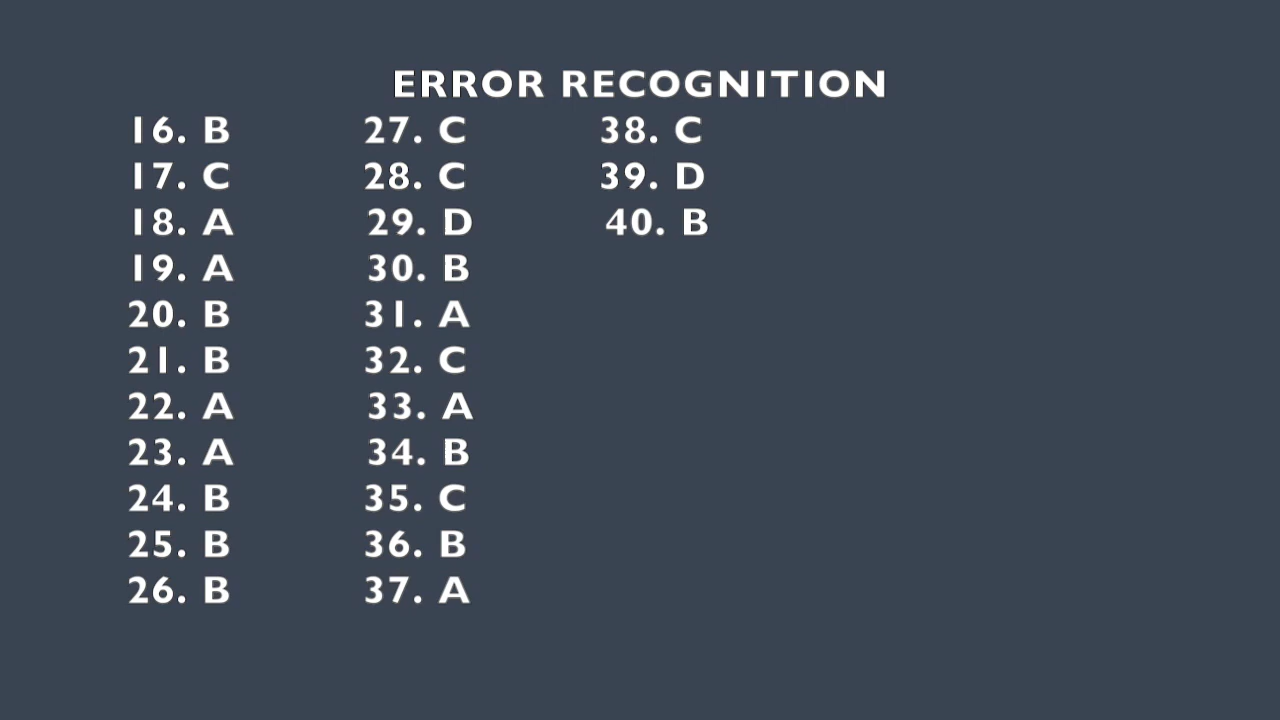 ERROR RECOGNITION
16. B 27. C 38. C
17. C 28. C 39. D
18. A 29. D 40. B
19. A 30. B
20. B 31. A
21. B 32. C
22. A 33. A
23. A 34. B
24. B 35. C
25. B 36. B
26. B 37. A